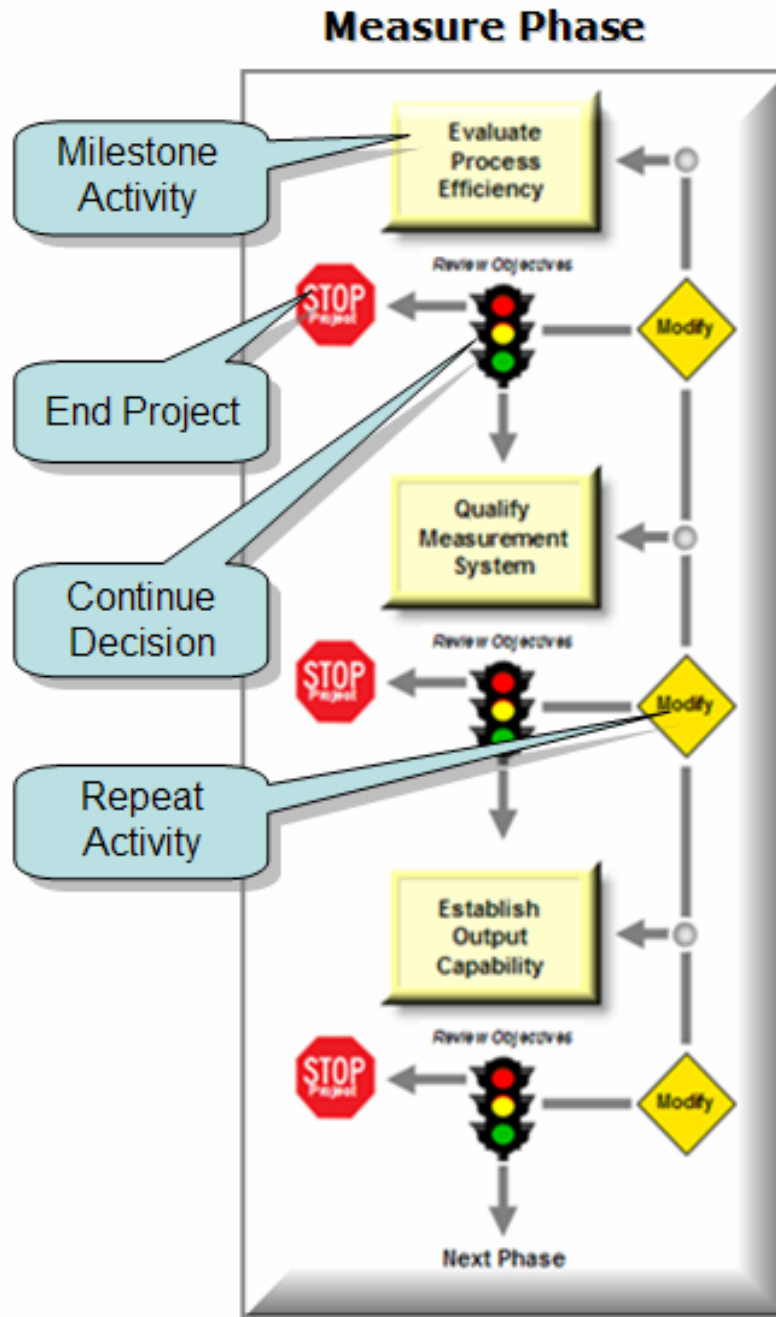 Measure Phase
Milestone
Activity
Evaluate
Process
Efficiency
Review Objectives
STOP
Project
Modify
End Project
Qualify
Measurement
System
Continue
Decision
Review Objectives
STOP
Project
Modify
Repeat
Activity
Establish
Output
Capability
Review Objectives
STOP
Project
Modify
Next Phase